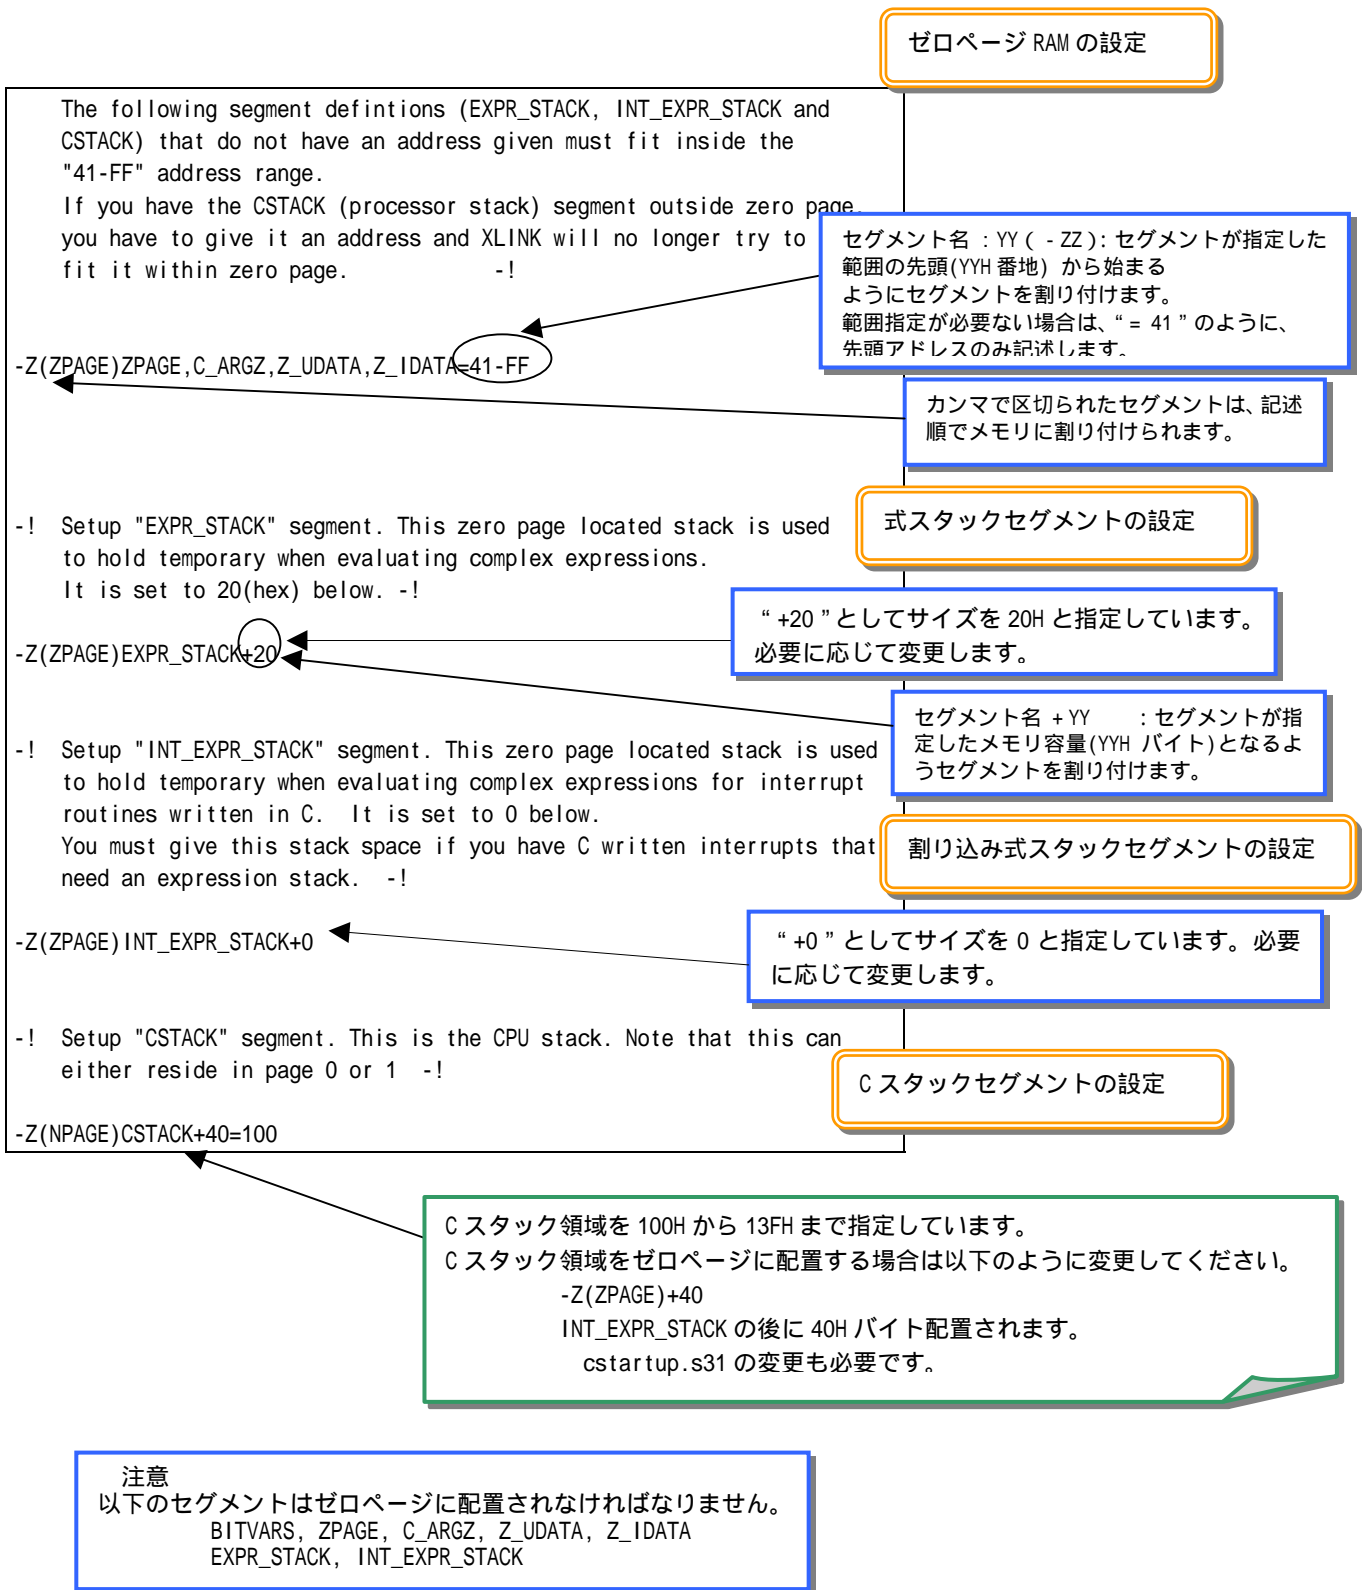 ゼロページ RAM の設定
The following segment defintions (EXPR_STACK, INT_EXPR_STACK and
CSTACK) that do not have an address given must fit inside the
"41-FF" address range.
If you have the CSTACK (processor stack) segment outside zero page,
you have to give it an address and XLINK will no longer try to
fit it within zero page. -!
セグメント名 : YY ( - ZZ ): セグメントが指定した
範囲の先頭(YYH 番地) から始まる
ようにセグメントを割り付けます。
範囲指定が必要ない場合は、“ = 41 ” のように、
先頭アドレスのみ記述します。
-Z(ZPAGE)ZPAGE,C_ARGZ,Z_UDATA,Z_IDATA=41-FF
カンマで区切られたセグメントは、記述
順でメモリに割り付けられます。
式スタックセグメントの設定
-! Setup "EXPR_STACK" segment. This zero page located stack is used
to hold temporary when evaluating complex expressions.
It is set to 20(hex) below. -!
“ +20 ” としてサイズを 20H と指定しています。
必要に応じて変更します。
-Z(ZPAGE)EXPR_STACK+20
セグメント名 + YY : セグメントが指
定したメモリ容量(YYH バイト)となるよ
うセグメントを割り付けます。
-! Setup "INT_EXPR_STACK" segment. This zero page located stack is used
to hold temporary when evaluating complex expressions for interrupt
routines written in C. It is set to 0 below.
You must give this stack space if you have C written interrupts that
need an expression stack. -!
割り込み式スタックセグメントの設定
-Z(ZPAGE)INT_EXPR_STACK+0
“ +0 ” としてサイズを 0 と指定しています。必要
に応じて変更します。
-! Setup "CSTACK" segment. This is the CPU stack. Note that this can
either reside in page 0 or 1 -!
C スタックセグメントの設定
-Z(NPAGE)CSTACK+40=100
C スタック領域を 100H から 13FH まで指定しています。
C スタック領域をゼロページに配置する場合は以下のように変更してください。
-Z(ZPAGE)+40
INT_EXPR_STACK の後に 40H バイト配置されます。
cstartup.s31 の変更も必要です。
注意
以下のセグメントはゼロページに配置されなければなりません。
BITVARS, ZPAGE, C_ARGZ, Z_UDATA, Z_IDATA
EXPR_STACK, INT_EXPR_STACK